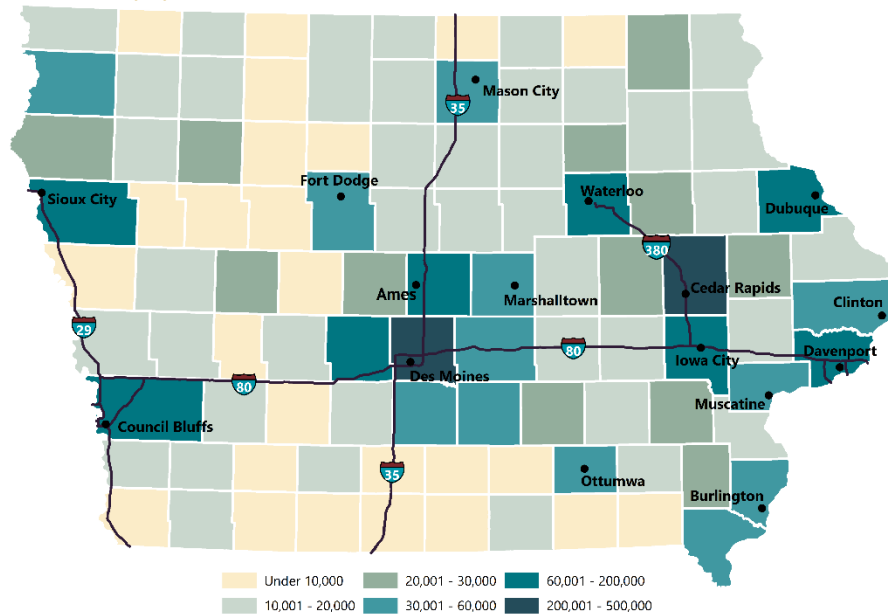 35
Mason City
Fort Dodge
Sioux City
Waterloo
Dubuque
380
Ames
Marshalltown
Cedar Rapids
Clinton
29
80
Iowa City
Davenport
Des Moines
80
Muscatine
Council Bluffs
35
Ottumwa
Burlington
Under 10,000
20,001 - 30,000
60,001 - 200,000
10,001 - 20,000
30,001 - 60,000
200,001 - 500,000